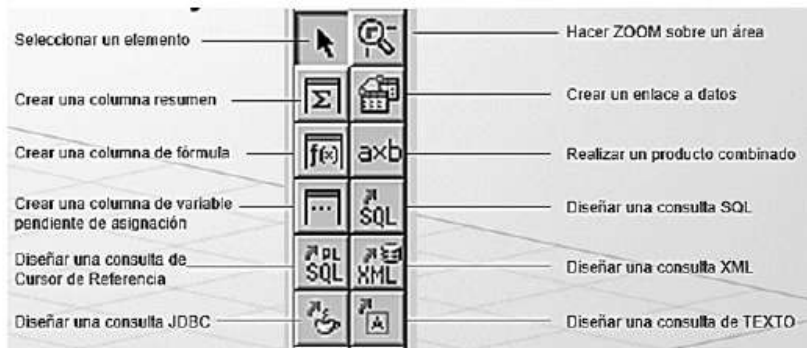 Seleccionar un elemento
Hacer ZOOM sobre un área
Crear una columna resumen
Σ
Crear un enlace a datos
Crear una columna de fórmula
f(x)
axb
Realizar un producto combinado
Crear una columna de variable
pendiente de asignación
...
SQL
Diseñar una consulta SQL
Diseñar una consulta de
Cursor de Referencia
PL
SQL
XML
Diseñar una consulta XML
Diseñar una consulta JDBC
A
Diseñar una consulta de TEXTO